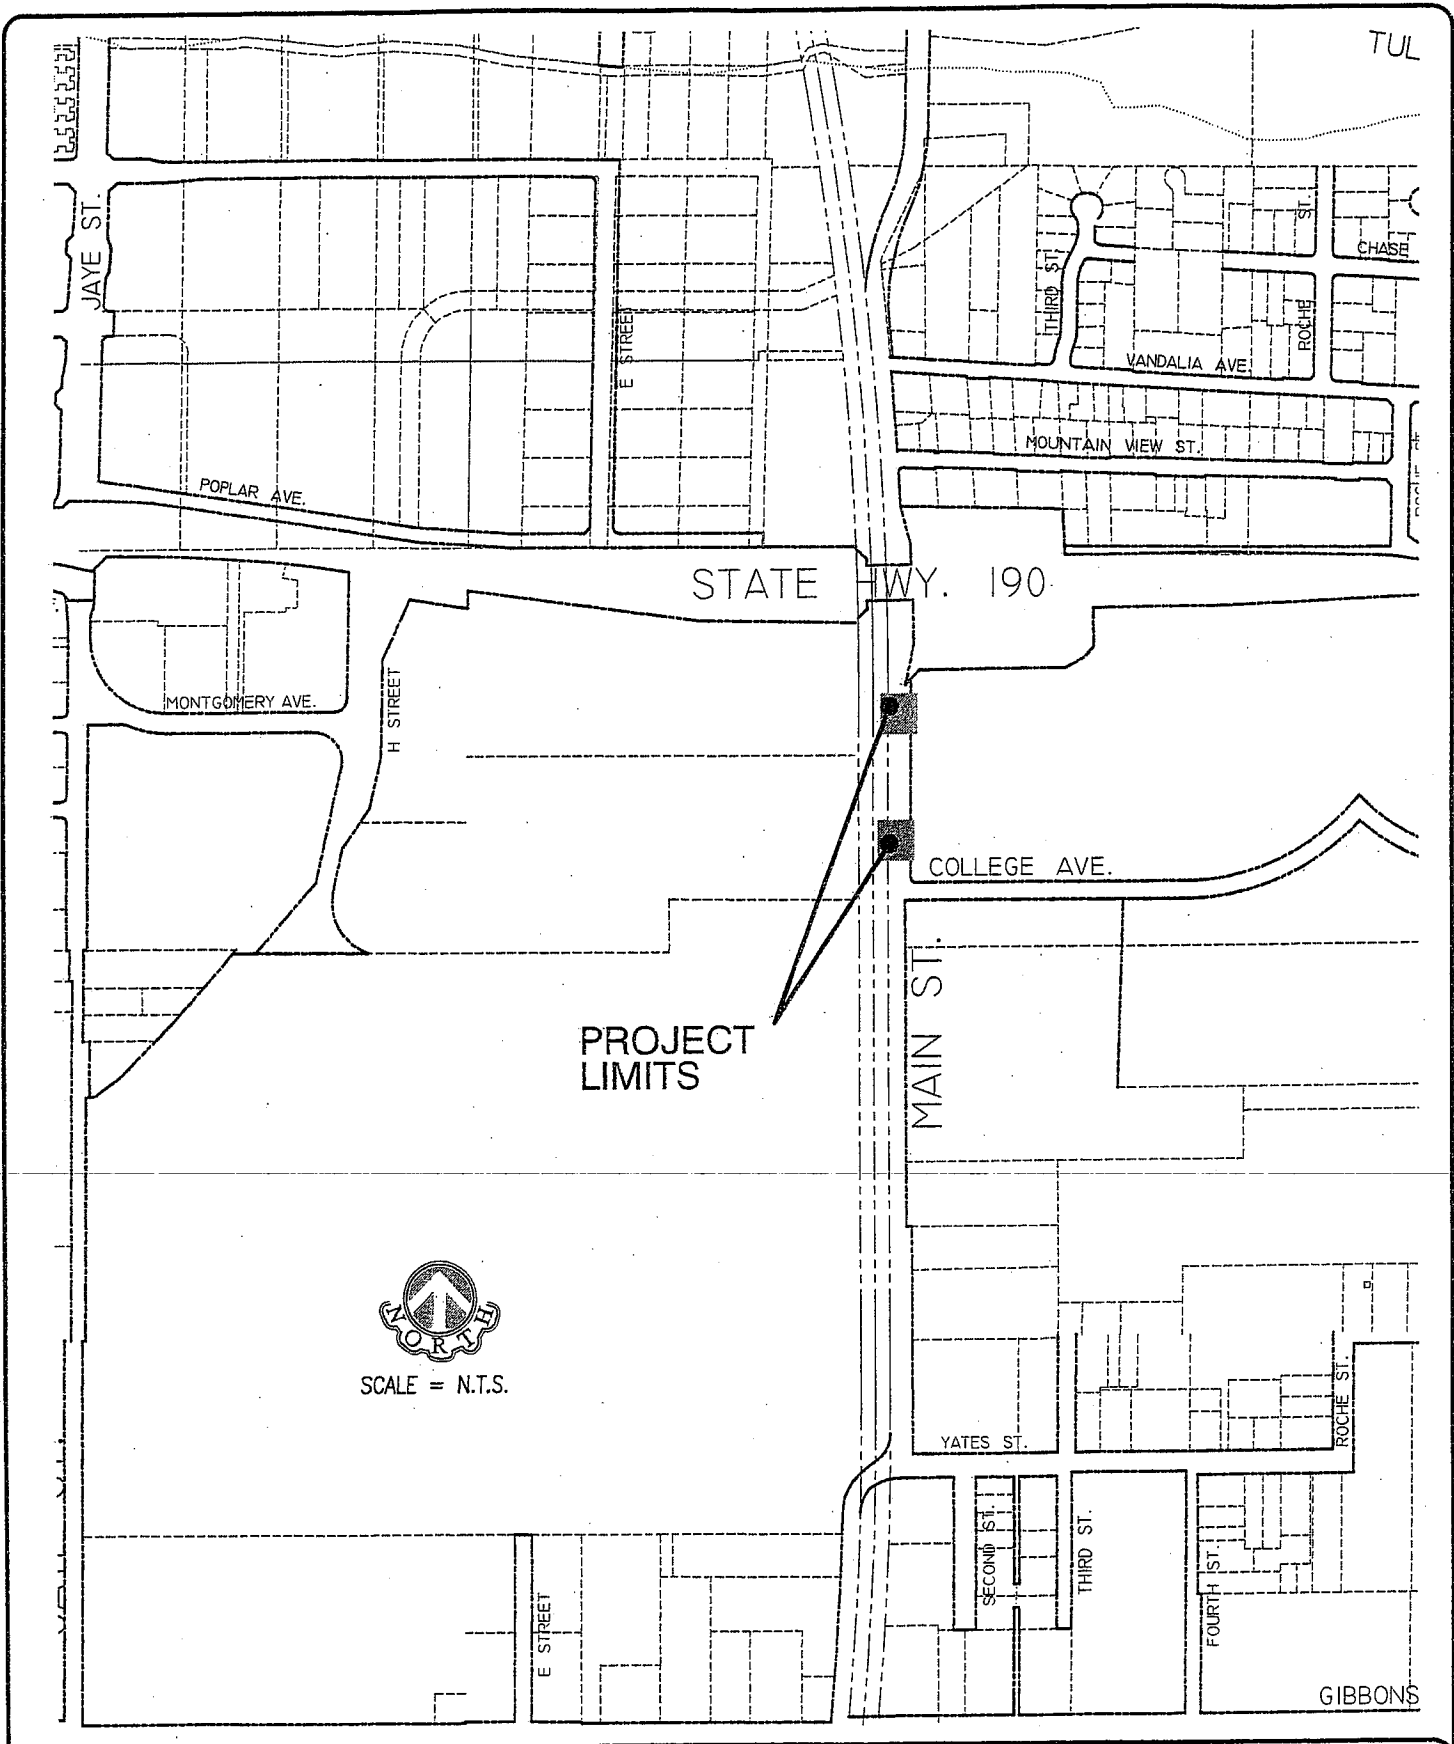 TUL
JAYE ST.
ST.
CHASE
THIRD ST.
ROCHE
E STREET
VANDALIA AVE.
MOUNTAIN VIEW ST.
POPLAR AVE.
STATE HWY. 190
MONTGOMERY AVE.
H STREET
COLLEGE AVE.
MAIN ST.
PROJECT
LIMITS
NORTH
SCALE = N.T.S.
ROCHE ST.
YATES ST.
SECOND ST.
THIRD ST.
FOURTH ST.
E STREET
GIBBONS